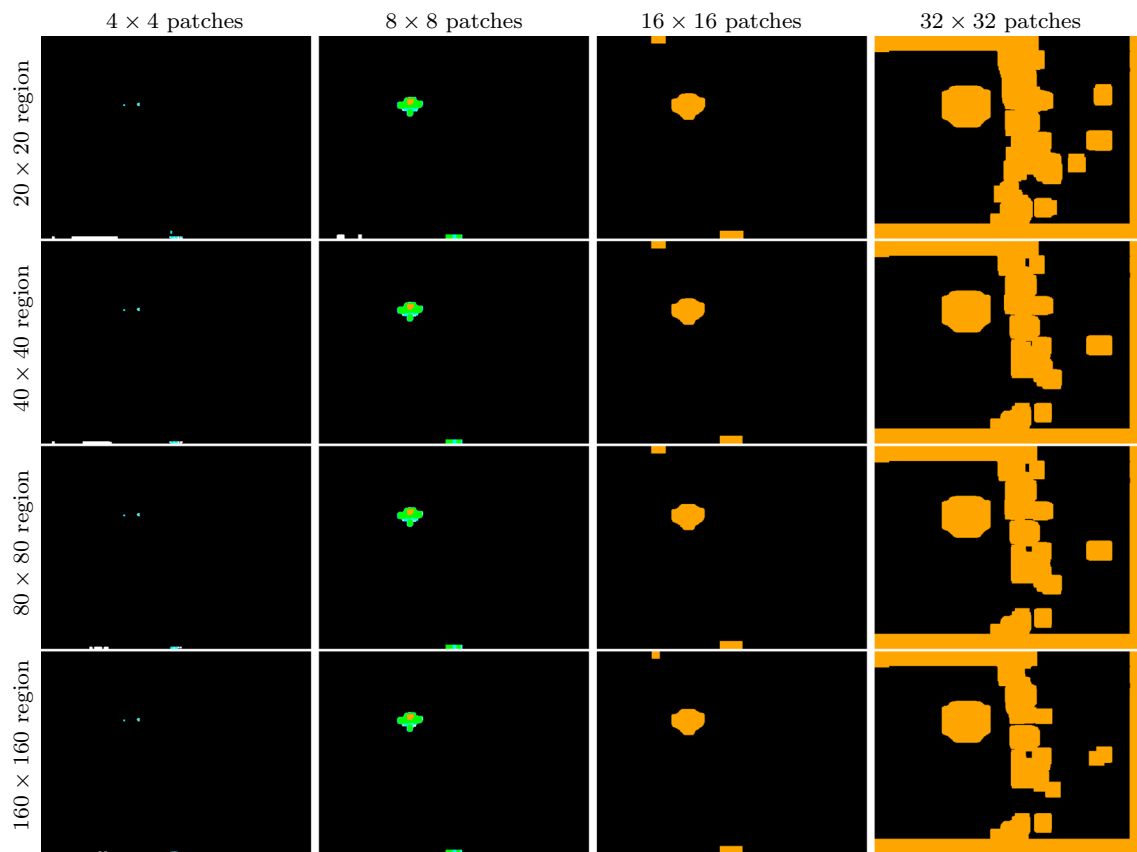 4 × 4 patches
8 × 8 patches
16 × 16 patches
32 × 32 patches
20 × 20 region
40 × 40 region
80 × 80 region
160 × 160 region